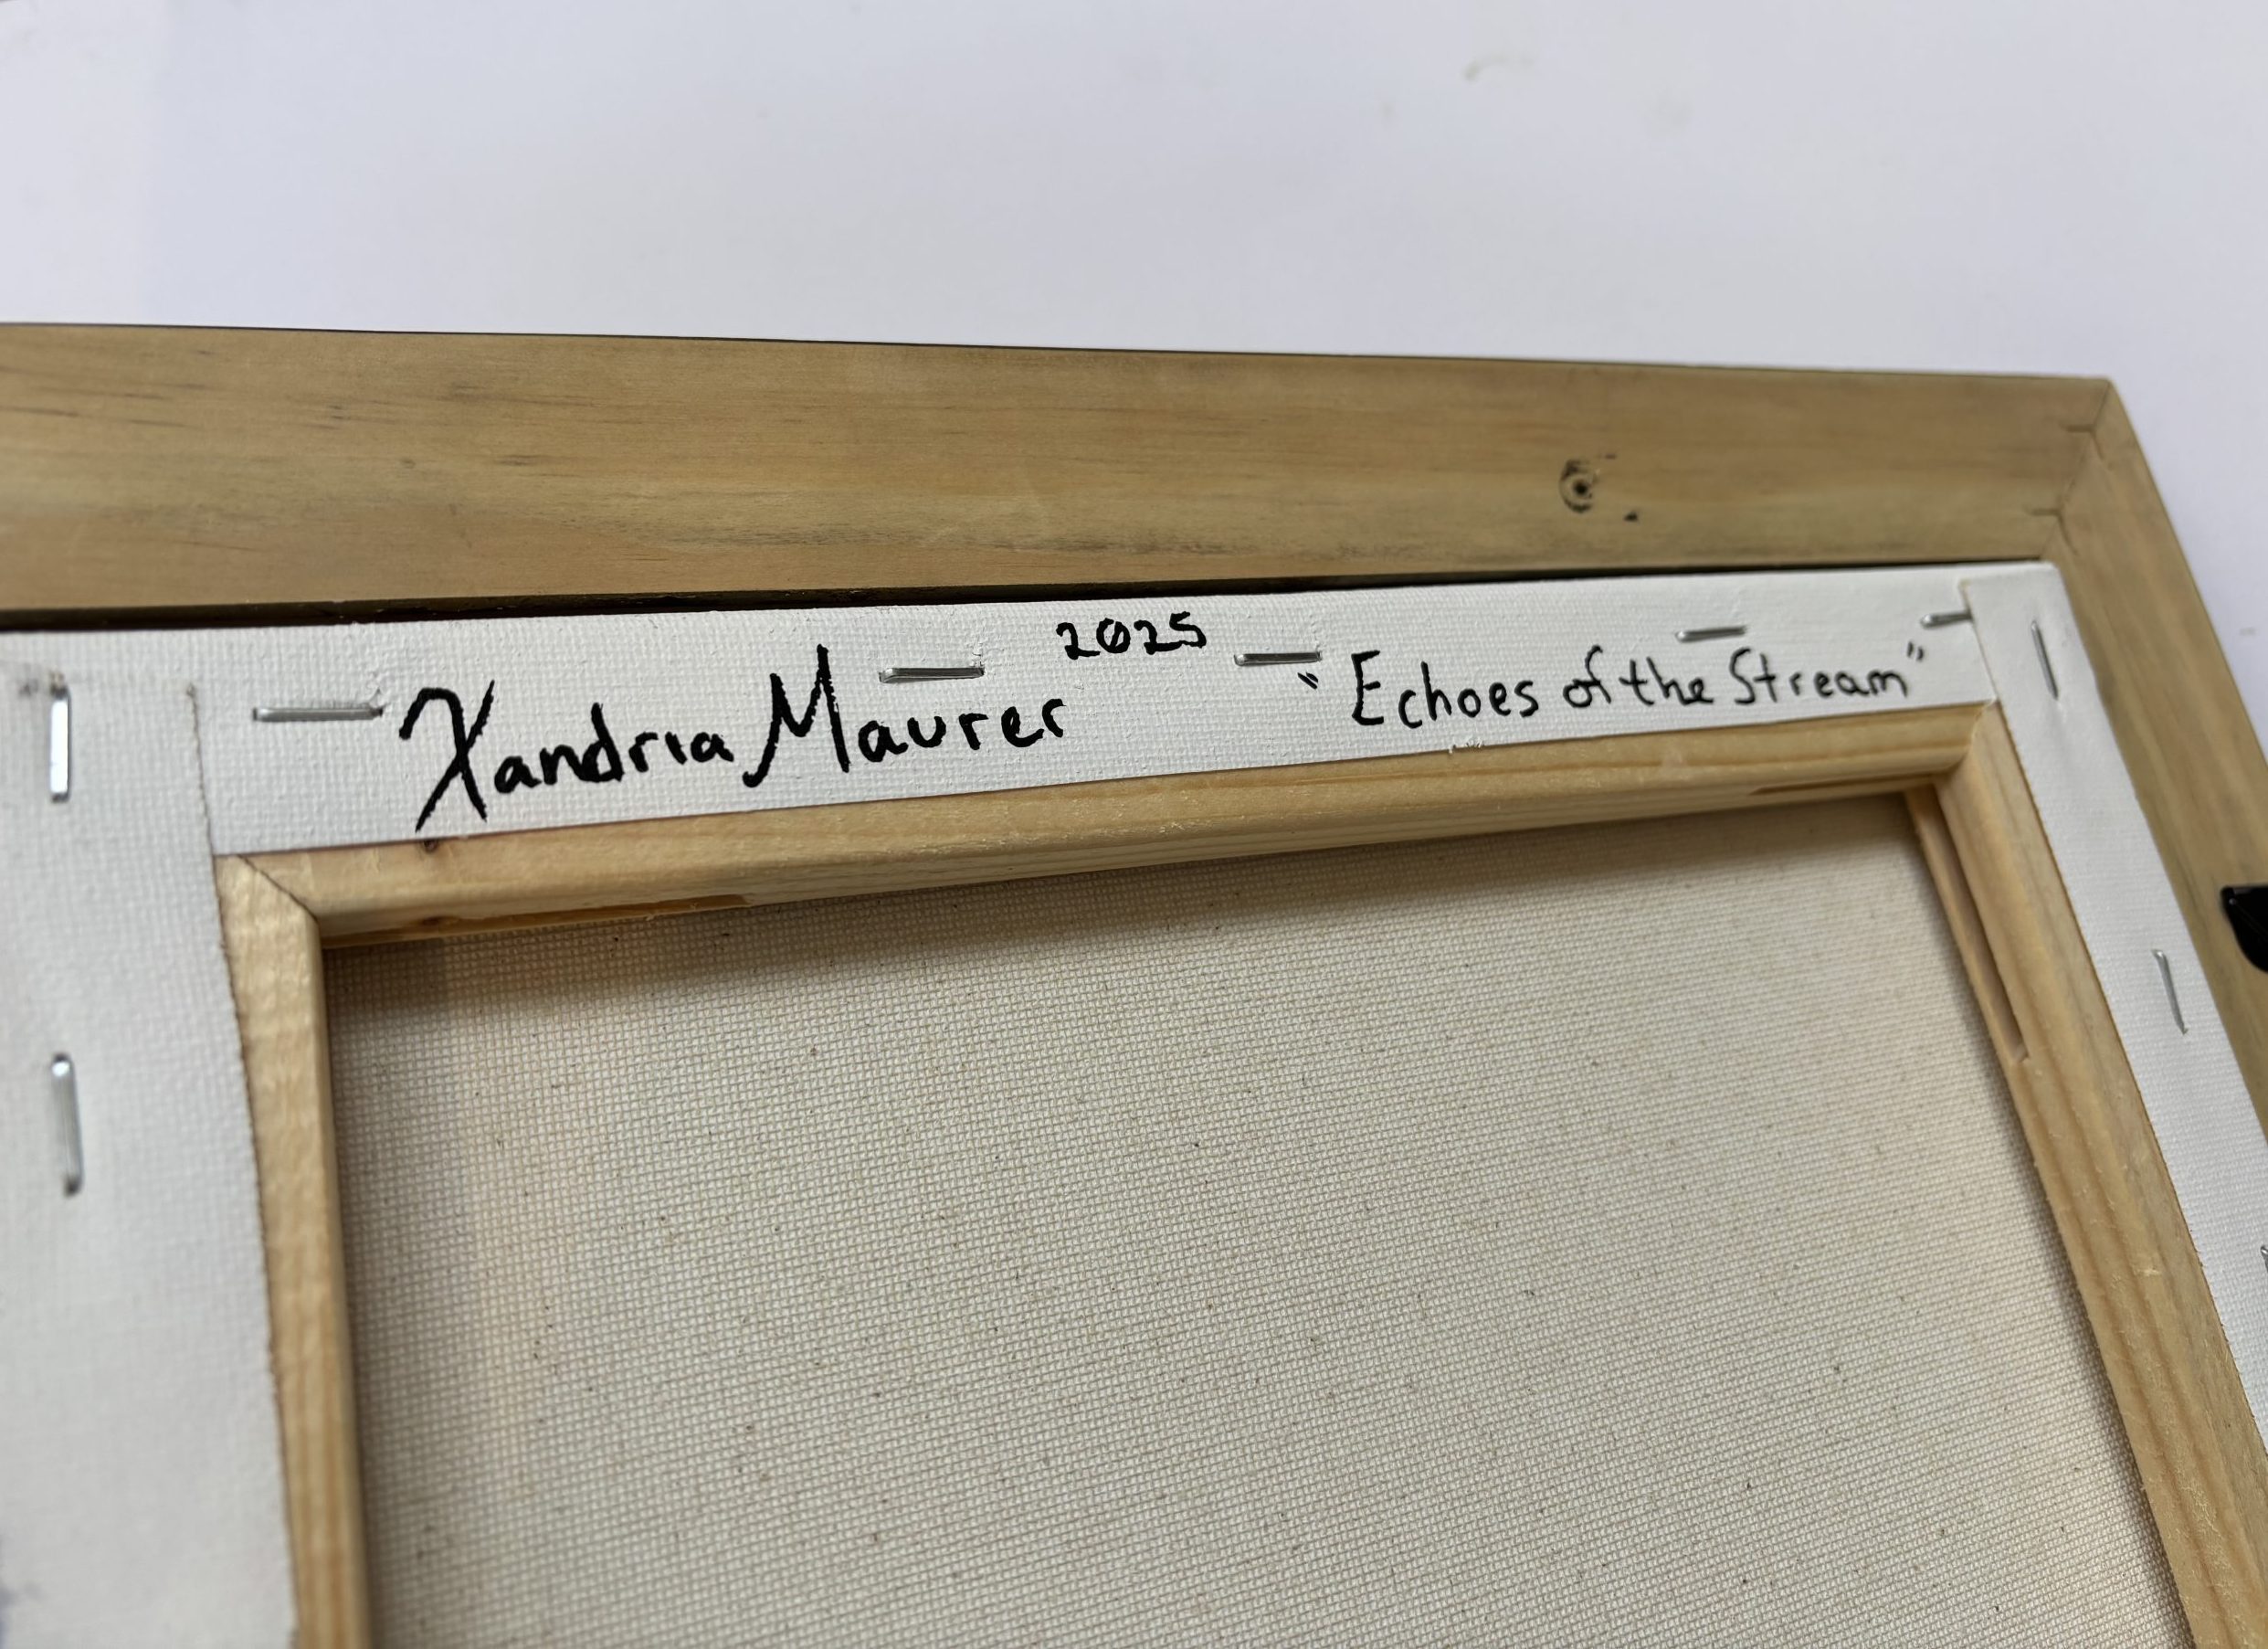 Xandria Maurer 2025 "Echoes of the Stream"